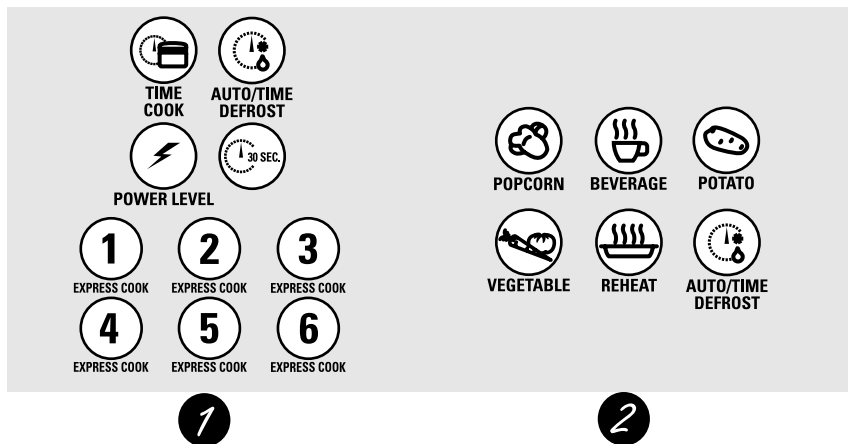 TIME
COOK
AUTO/TIME
DEFROST
POWER LEVEL
30 SEC.
1
EXPRESS COOK
2
EXPRESS COOK
3
EXPRESS COOK
4
EXPRESS COOK
5
EXPRESS COOK
6
EXPRESS COOK
1
POPCORN
BEVERAGE
POTATO
VEGETABLE
REHEAT
AUTO/TIME
DEFROST
2